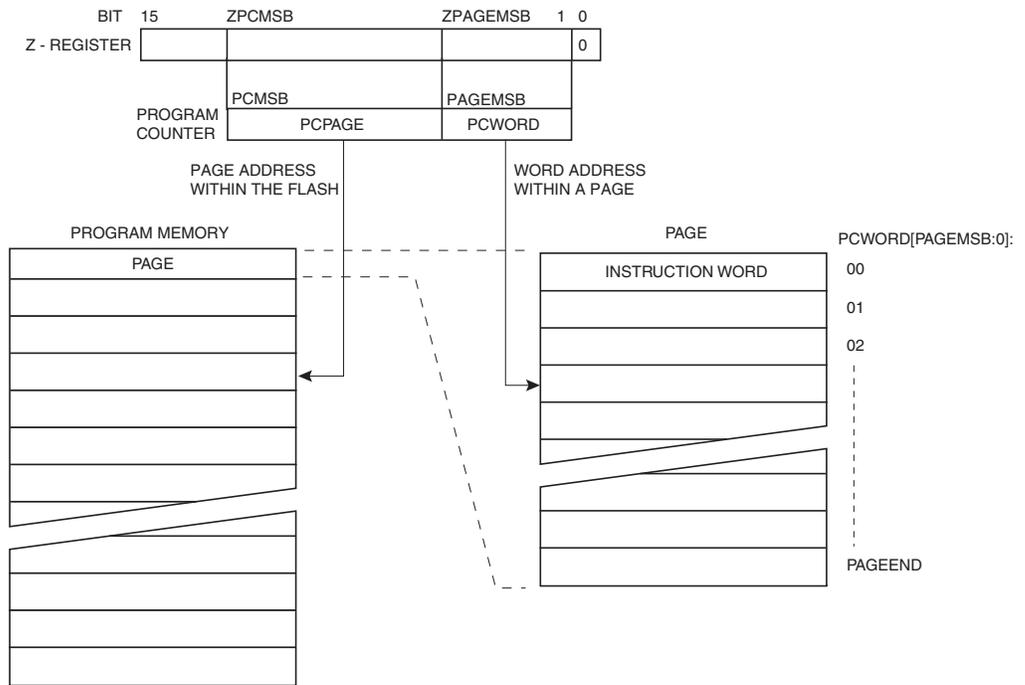 BIT 15 ZPCMSB ZPAGEMSB 1 0
Z - REGISTER 0
PCMSB PAGEMSB
PROGRAM
COUNTER
PCPAGE PCWORD
PAGE ADDRESS
WITHIN THE FLASH
WORD ADDRESS
WITHIN A PAGE
PROGRAM MEMORY
PAGE
PAGE
PCWORD[PAGEMSB:0]:
INSTRUCTION WORD
00
01
02
PAGEEND